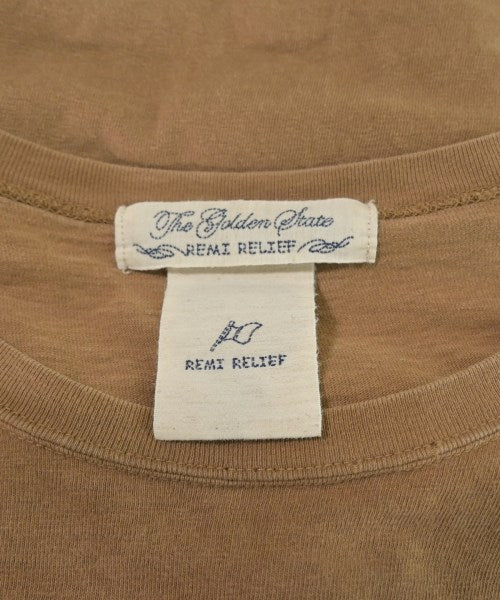 The Golden State
REMI RELIEF
REMI RELIEF